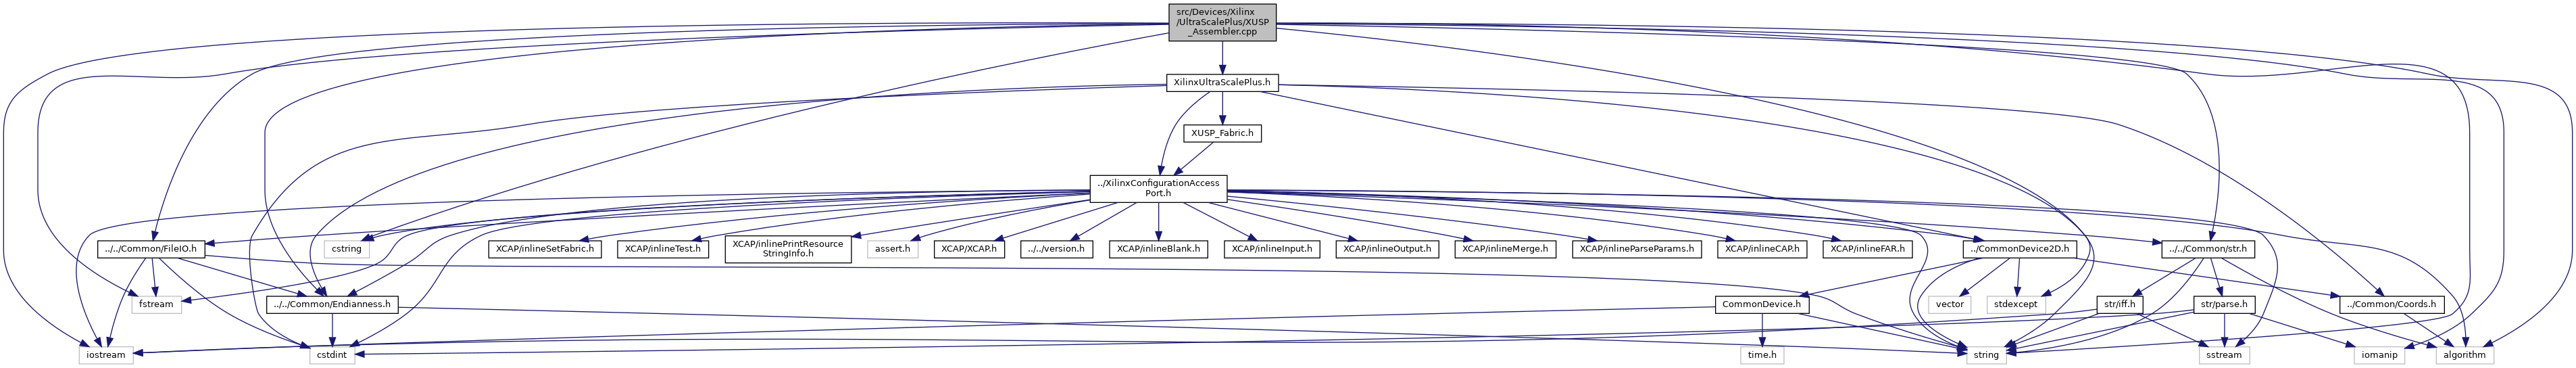 src/Devices/Xilinx
/UltraScalePlus/XUSP
_Assembler.cpp
XilinxUltraScalePlus.h
XUSP_Fabric.h
../XilinxConfigurationAccess
Port.h
../../Common/FileIO.h
cstring
XCAP/inlineSetFabric.h
XCAP/inlineTest.h
XCAP/inlinePrintResource
StringInfo.h
assert.h
XCAP/XCAP.h
../../version.h
XCAP/inlineBlank.h
XCAP/inlineInput.h
XCAP/inlineOutput.h
XCAP/inlineMerge.h
XCAP/inlineParseParams.h
XCAP/inlineCAP.h
XCAP/inlineFAR.h
../CommonDevice2D.h
../../Common/str.h
fstream
../../Common/Endianness.h
CommonDevice.h
vector
stdexcept
str/iff.h
str/parse.h
../Common/Coords.h
iostream
cstdint
time.h
string
sstream
iomanip
algorithm